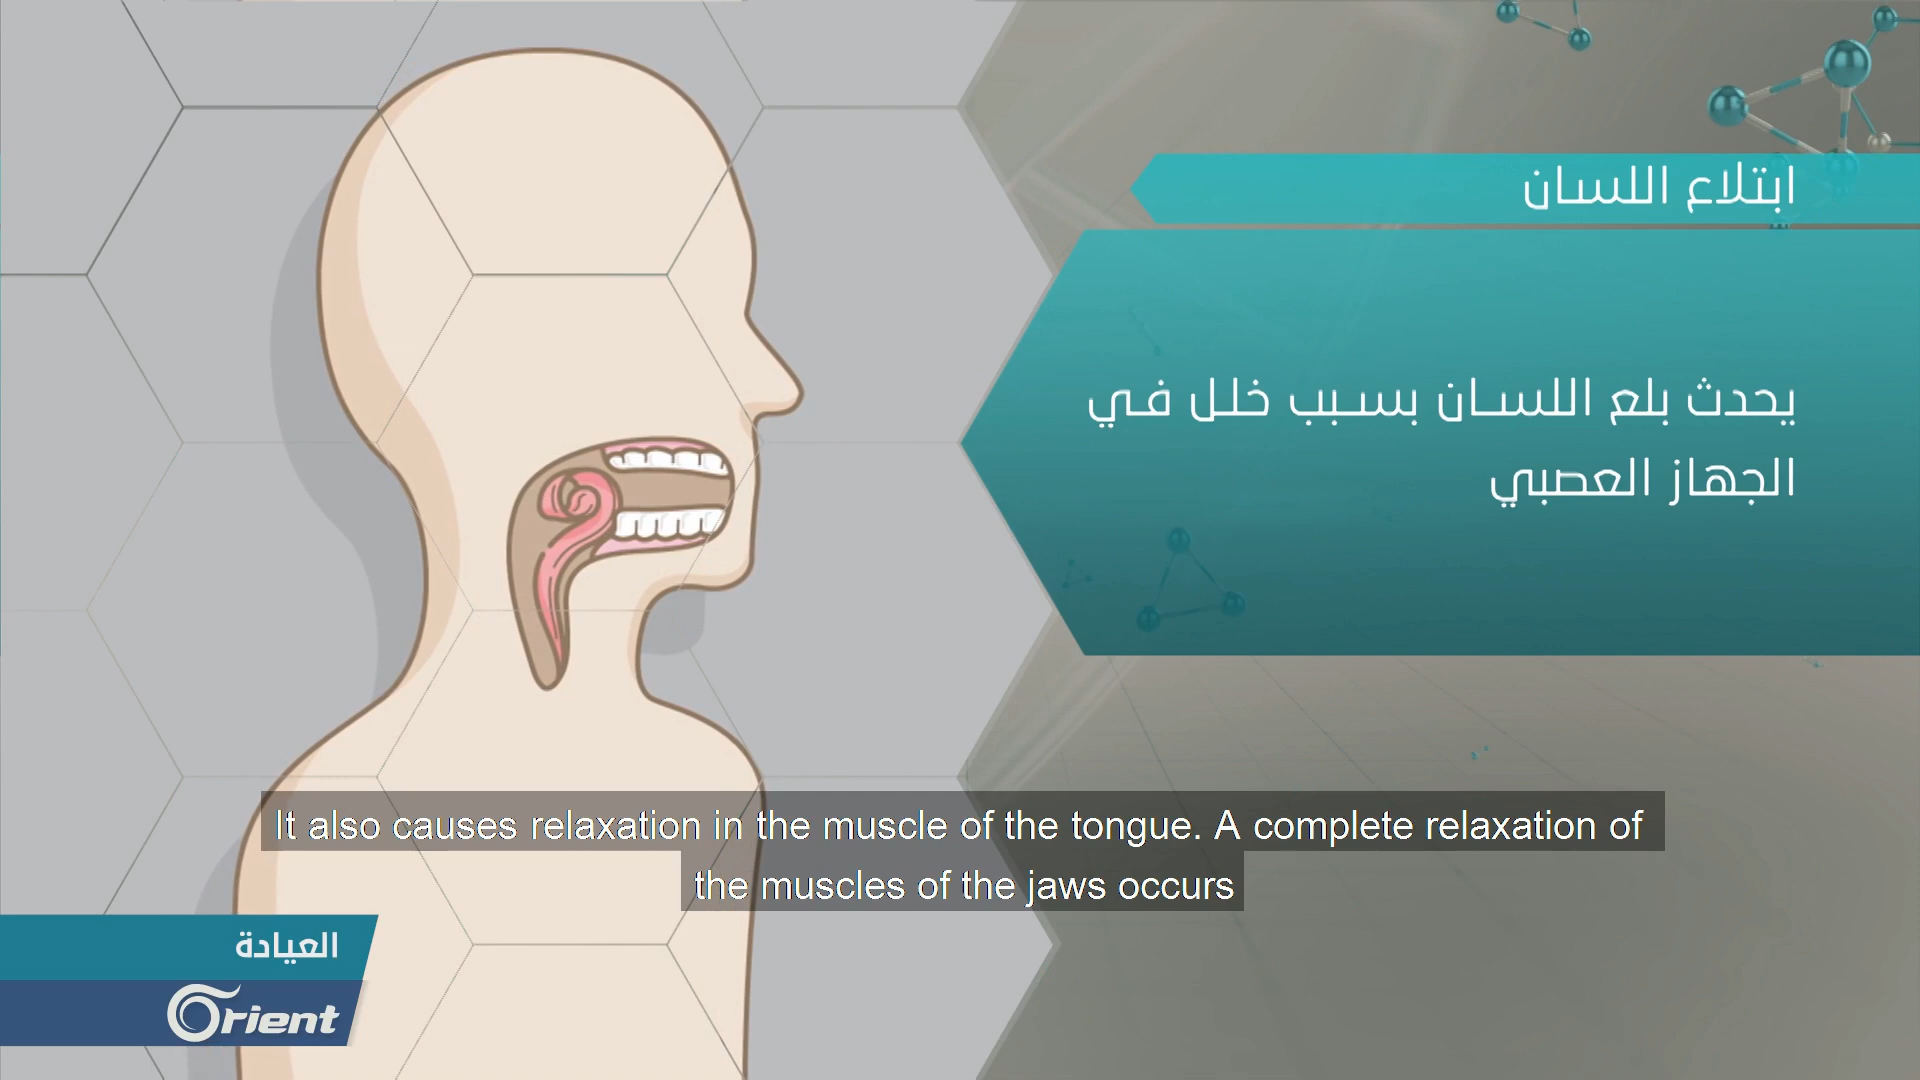 ابتلاع اللسان
يحدث بلع اللسان بسبب خلل في
الجهاز العصبي
It also causes relaxation in the muscle of the tongue. A complete relaxation of
the muscles of the jaws occurs
العيادة
Orient